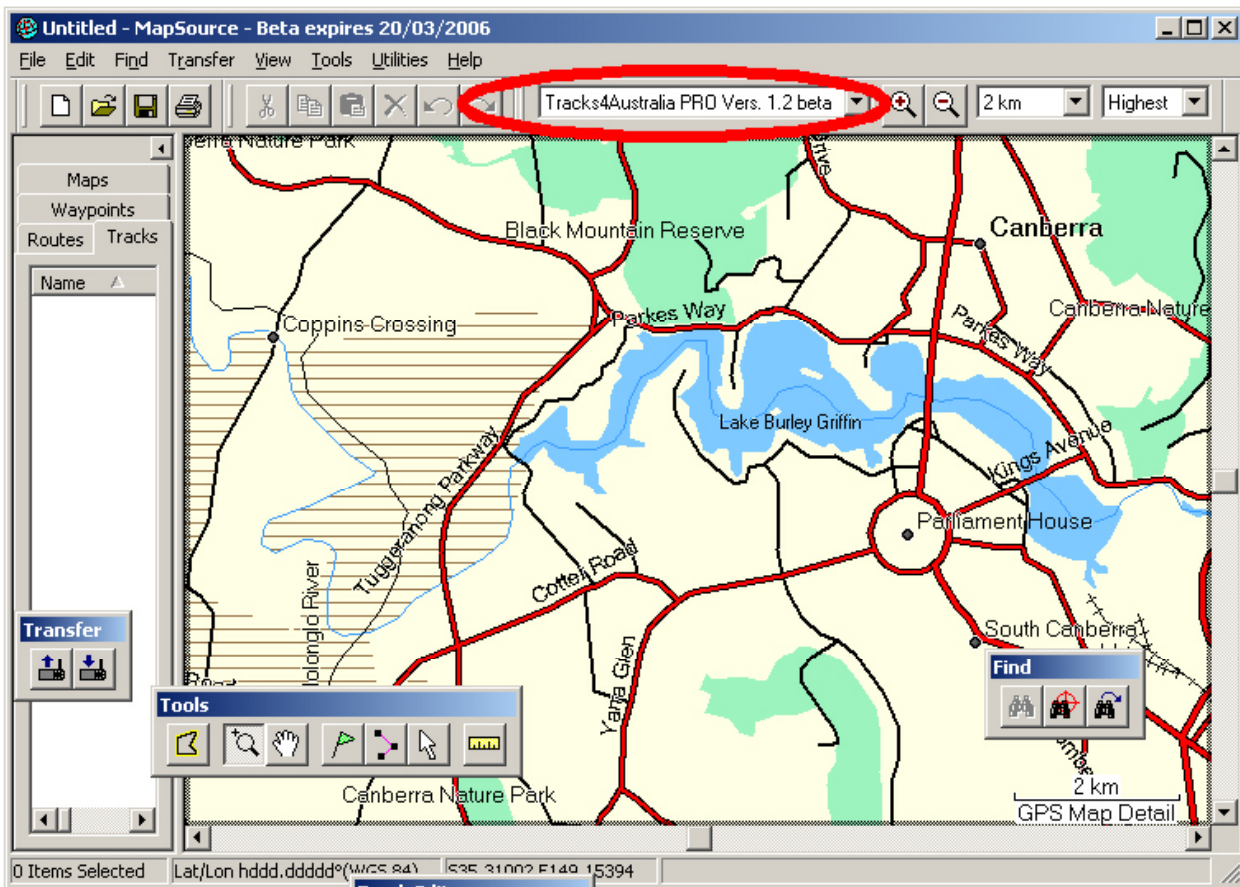 Untitled - MapSource - Beta expires 20/03/2006
File Edit Find Transfer View Tools Utilities Help
Tracks4Australia PRO Vers. 1.2 beta
2 km
Highest
Maps
Waypoints
Routes Tracks
Name
Nature Park
Drive
Black Mountain Reserve
Canberra
Coppins Crossing
Parkes Way
Canberra Nature
Parkes Way
Lake Burley Griffin
Kings Avenue
Tuggeranong Parkway
Parliament House
Cotter Road
South Canberra
Yarra Glen
Canberra Nature Park
Transfer
Tools
Find
2 km
GPS Map Detail
0 Items Selected
Lat/Lon hddd.ddddd°(WGS 84)
S35.31002 E149.15394